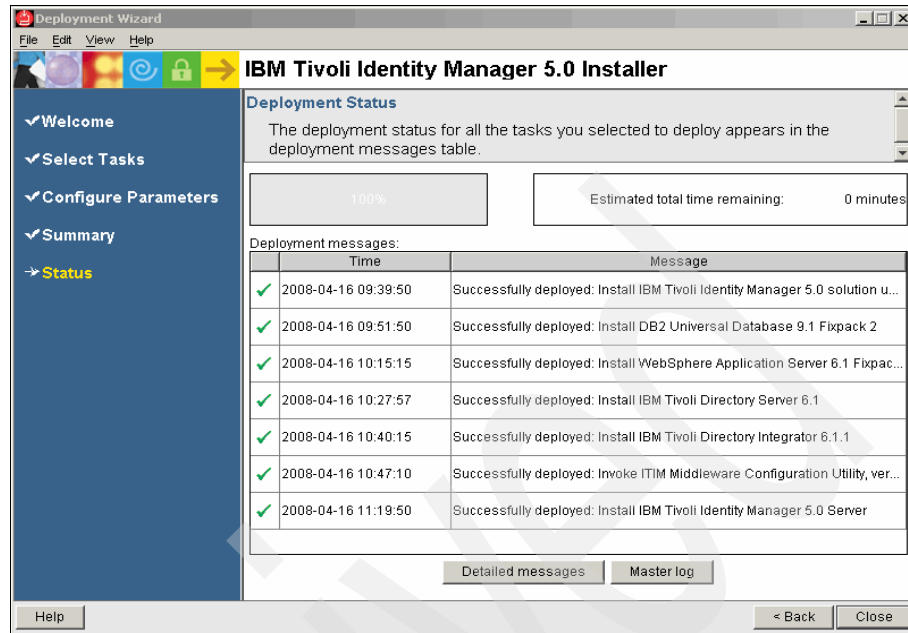 Deployment Wizard
File Edit View Help
IBM Tivoli Identity Manager 5.0 Installer
Welcome
Select Tasks
Configure Parameters
Summary
Status
Deployment Status
The deployment status for all the tasks you selected to deploy appears in the
deployment messages table.
100%
Estimated total time remaining: 0 minutes
Deployment messages:
Time Message
2008-04-16 09:39:50 Successfully deployed: Install IBM Tivoli Identity Manager 5.0 solution u...
2008-04-16 09:51:50 Successfully deployed: Install DB2 Universal Database 9.1 Fixpack 2
2008-04-16 10:15:15 Successfully deployed: Install WebSphere Application Server 6.1 Fixpac...
2008-04-16 10:27:57 Successfully deployed: Install IBM Tivoli Directory Server 6.1
2008-04-16 10:40:15 Successfully deployed: Install IBM Tivoli Directory Integrator 6.1.1
2008-04-16 10:47:10 Successfully deployed: Invoke ITIM Middleware Configuration Utility, ver...
2008-04-16 11:19:50 Successfully deployed: Install IBM Tivoli Identity Manager 5.0 Server
Detailed messages Master log
Help < Back Close